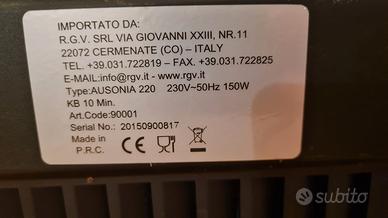 IMPORTATO DA:
R.G.V. SRL VIA GIOVANNI XXIII, NR.11
22072 CERMENATE (CO) – ITALY
TEL. +39.031.722819 – FAX. +39.031.722825
E-MAIL:info@rgv.it - www.rgv.it
Type:AUSONIA 220 230V~50Hz 150W
KB 10 Min.
Art.Code:90001
Serial No.: 20150900817
Made in
P.R.C.
CE
subito